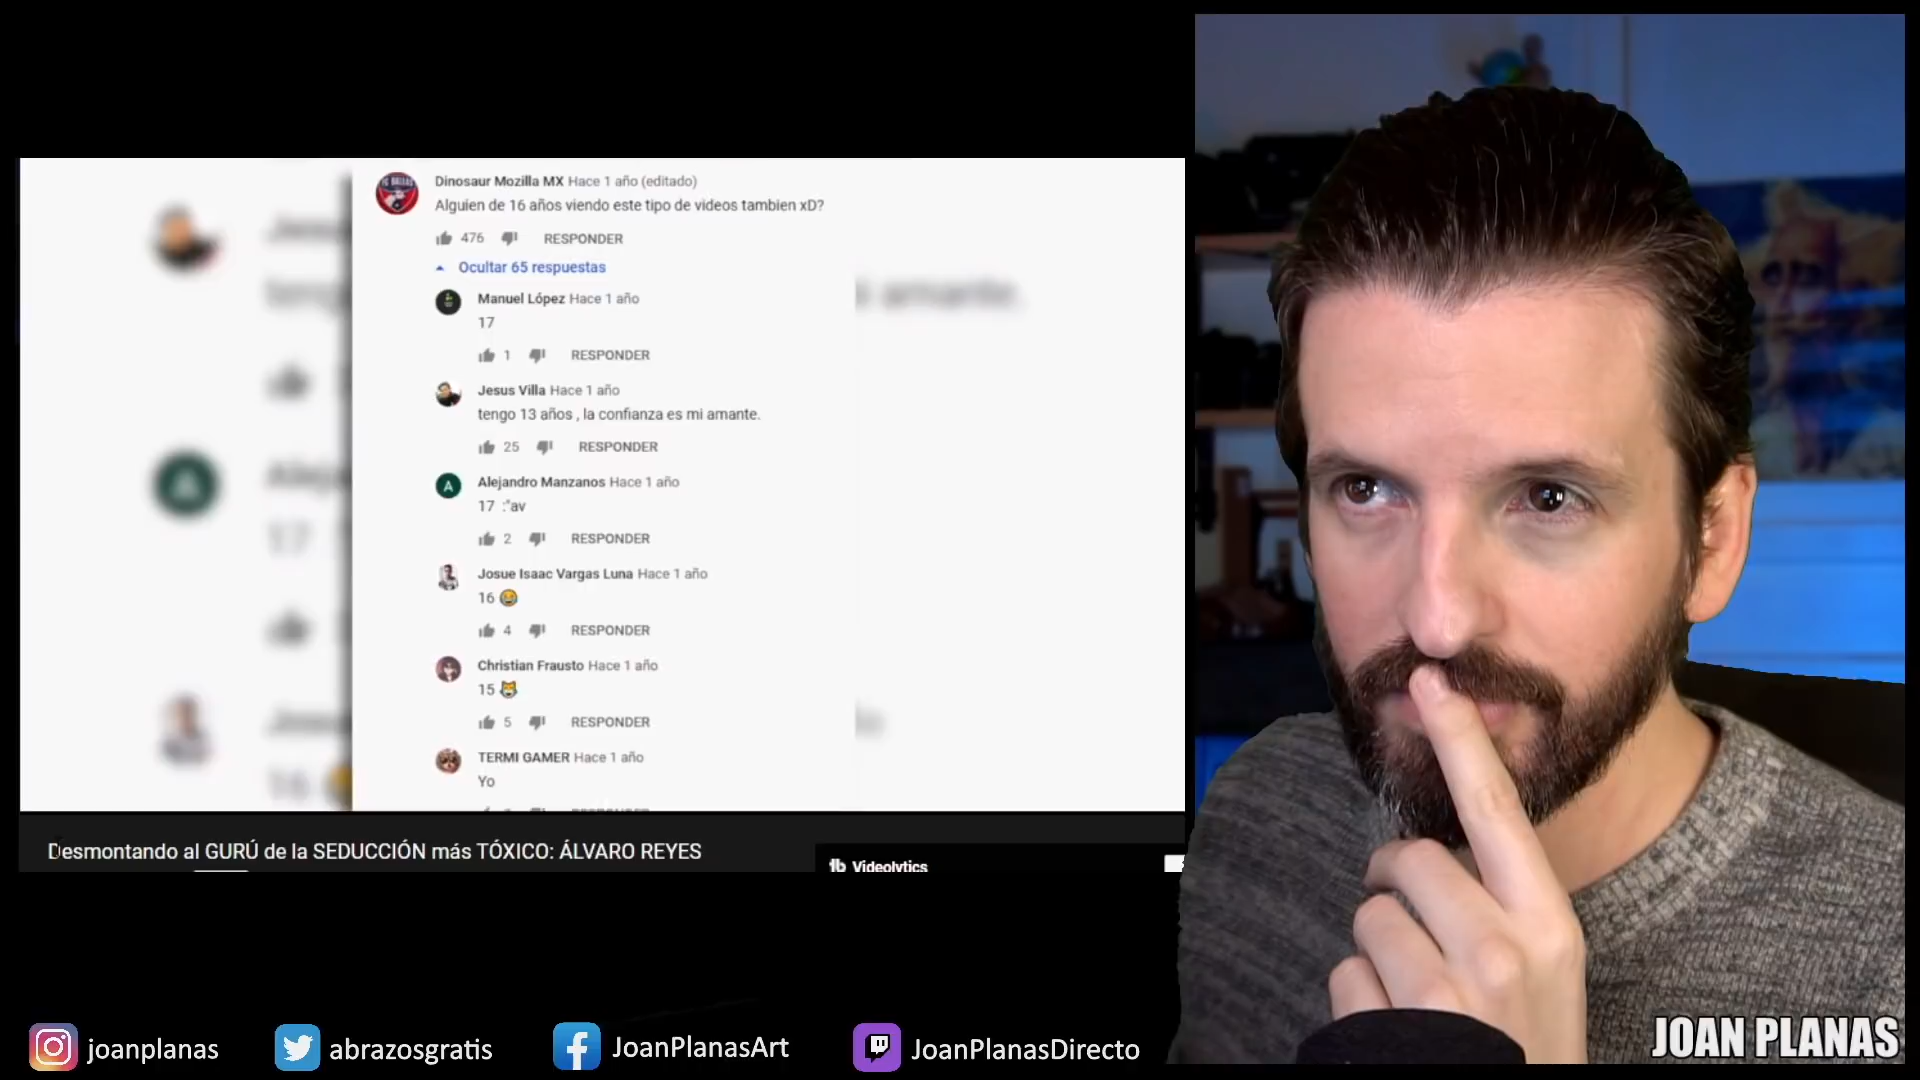 Dinosaur Mozilla MX Hace 1 año (editado)
Alguien de 16 años viendo este tipo de videos tambien xD?
476 RESPONDER
Ocultar 65 respuestas
Manuel López Hace 1 año
17
1 RESPONDER
Jesus Villa Hace 1 año
tengo 13 años , la confianza es mi amante.
25 RESPONDER
Alejandro Manzanos Hace 1 año
17 :"av
2 RESPONDER
Josue Isaac Vargas Luna Hace 1 año
16 😂
4 RESPONDER
Christian Frausto Hace 1 año
15 😹
5 RESPONDER
TERMI GAMER Hace 1 año
Yo
Desmontando al GURÚ de la SEDUCCIÓN más TÓXICO: ÁLVARO REYES
Videolytics
joanplanas
abrazosgratis
JoanPlanasArt
JoanPlanasDirecto
JOAN PLANAS